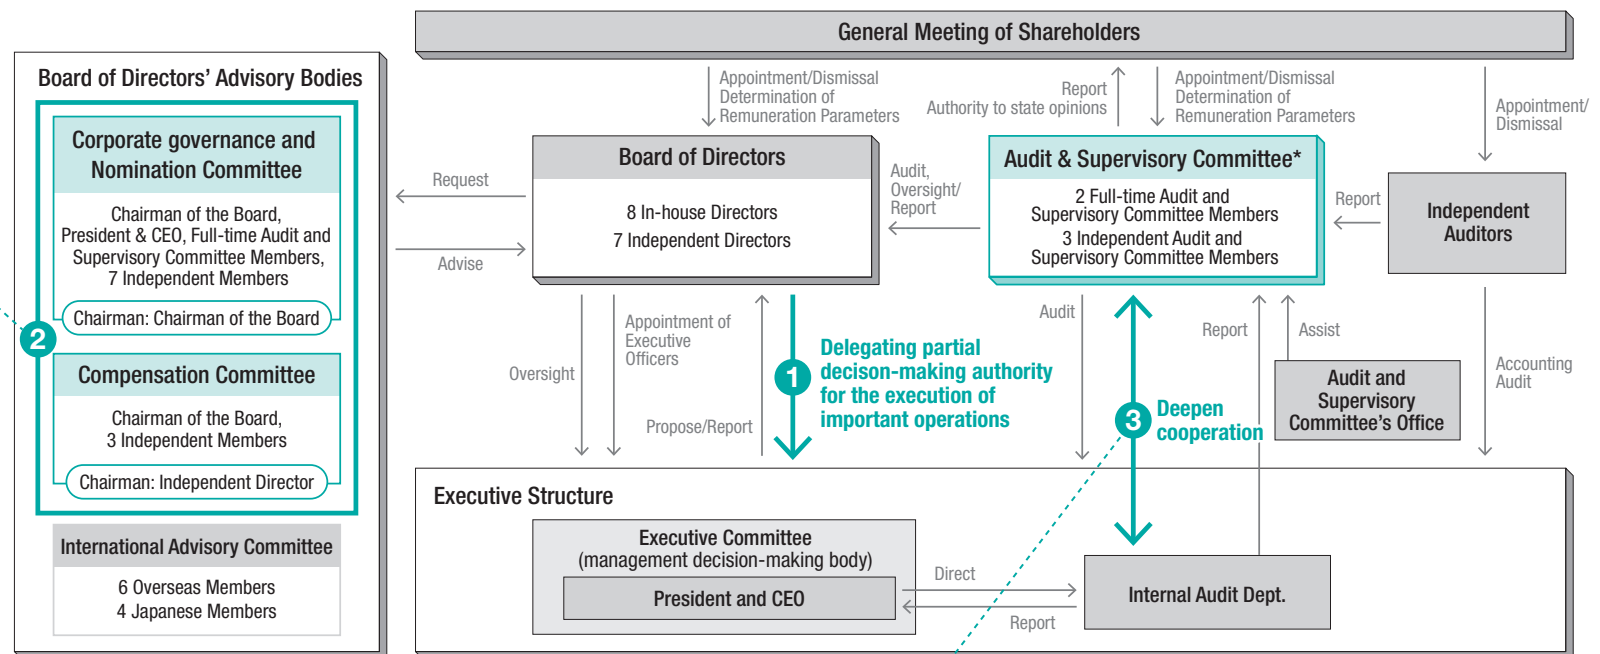 General Meeting of Shareholders
Board of Directors' Advisory Bodies
Corporate governance and
Nomination Committee
Chairman of the Board,
President & CEO, Full-time Audit and
Supervisory Committee Members,
7 Independent Members
Chairman: Chairman of the Board
2
Compensation Committee
Chairman of the Board,
3 Independent Members
Chairman: Independent Director
International Advisory Committee
6 Overseas Members
4 Japanese Members
Request
Advise
Appointment/Dismissal
Determination of
Remuneration Parameters
Board of Directors
8 In-house Directors
7 Independent Directors
Audit,
Oversight/
Report
Report
Authority to state opinions
Appointment/Dismissal
Determination of
Remuneration Parameters
Audit & Supervisory Committee*
2 Full-time Audit and
Supervisory Committee Members
3 Independent Audit and
Supervisory Committee Members
Report
Appointment/
Dismissal
Independent
Auditors
Oversight
Appointment of
Executive
Officers
Propose/Report
1
Delegating partial
decison-making authority
for the execution of
important operations
Audit
3
Deepen
cooperation
Report
Assist
Audit and
Supervisory
Committee's Office
Accounting
Audit
Executive Structure
Executive Committee
(management decision-making body)
President and CEO
Direct
Report
Internal Audit Dept.